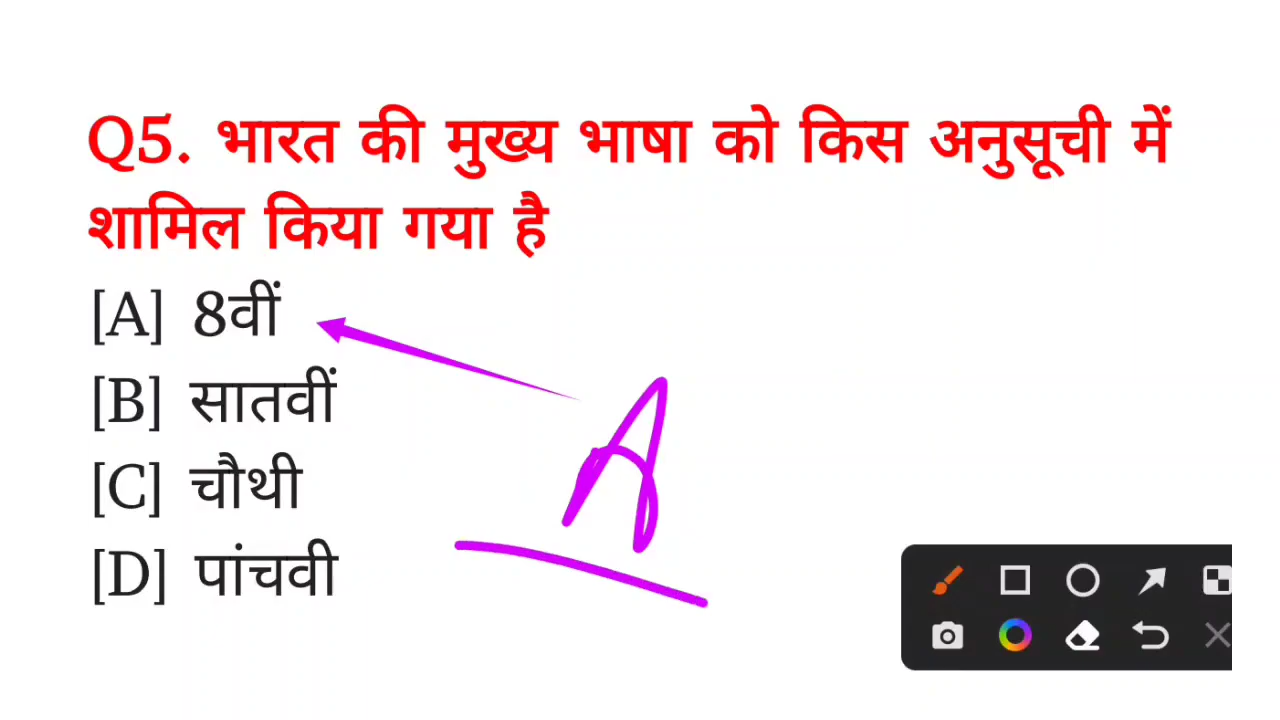 Q5. भारत की मुख्य भाषा को किस अनुसूची में
शामिल किया गया है
[A] 8वीं
[B] सातवीं
[C] चौथी
[D] पांचवी
A